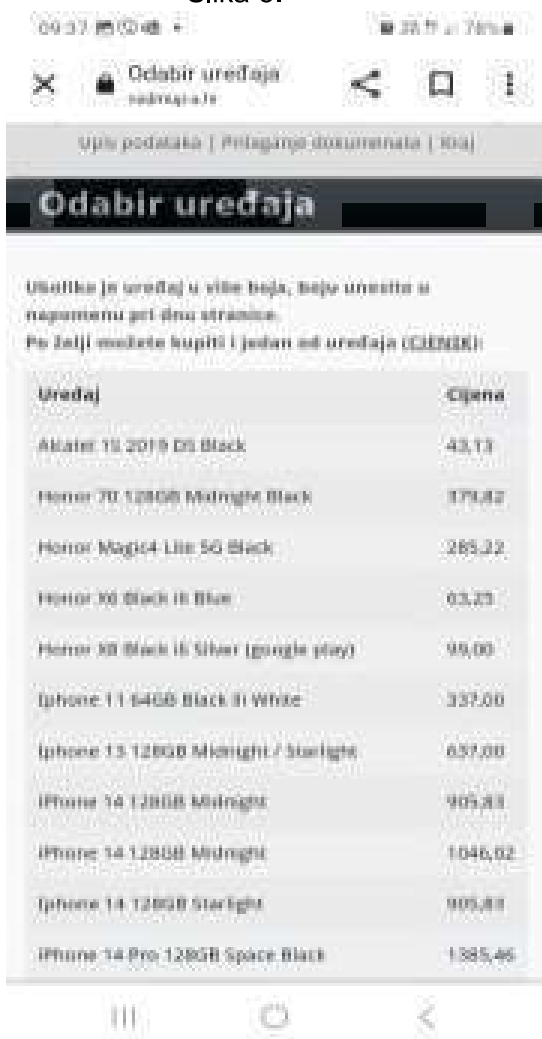 09:37
Odabir uređaja
Upis podataka | Prilaganje dokumenata | Kraj
Odabir uređaja
Ukoliko je uređaj u više boja, boju unesite u
napomenu pri dnu stranice.
Po želji možete kupiti i jedan od uređaja (CJENIK):
Uređaj Cijena
Alcatel 1S 2019 DS Black 43,13
Honor 70 128GB Midnight Black 379,82
Honor Magic4 Lite 5G Black 285,22
Honor X6 Black ili Blue 63,25
Honor X8 Black ili Silver (google play) 99,00
Iphone 11 64GB Black ili White 337,00
Iphone 13 128GB Midnight / Starlight 637,00
iPhone 14 128GB Midnight 905,83
iPhone 14 128GB Midnight 1046,02
Iphone 14 128GB Starlight 905,83
iPhone 14 Pro 128GB Space Black 1385,46